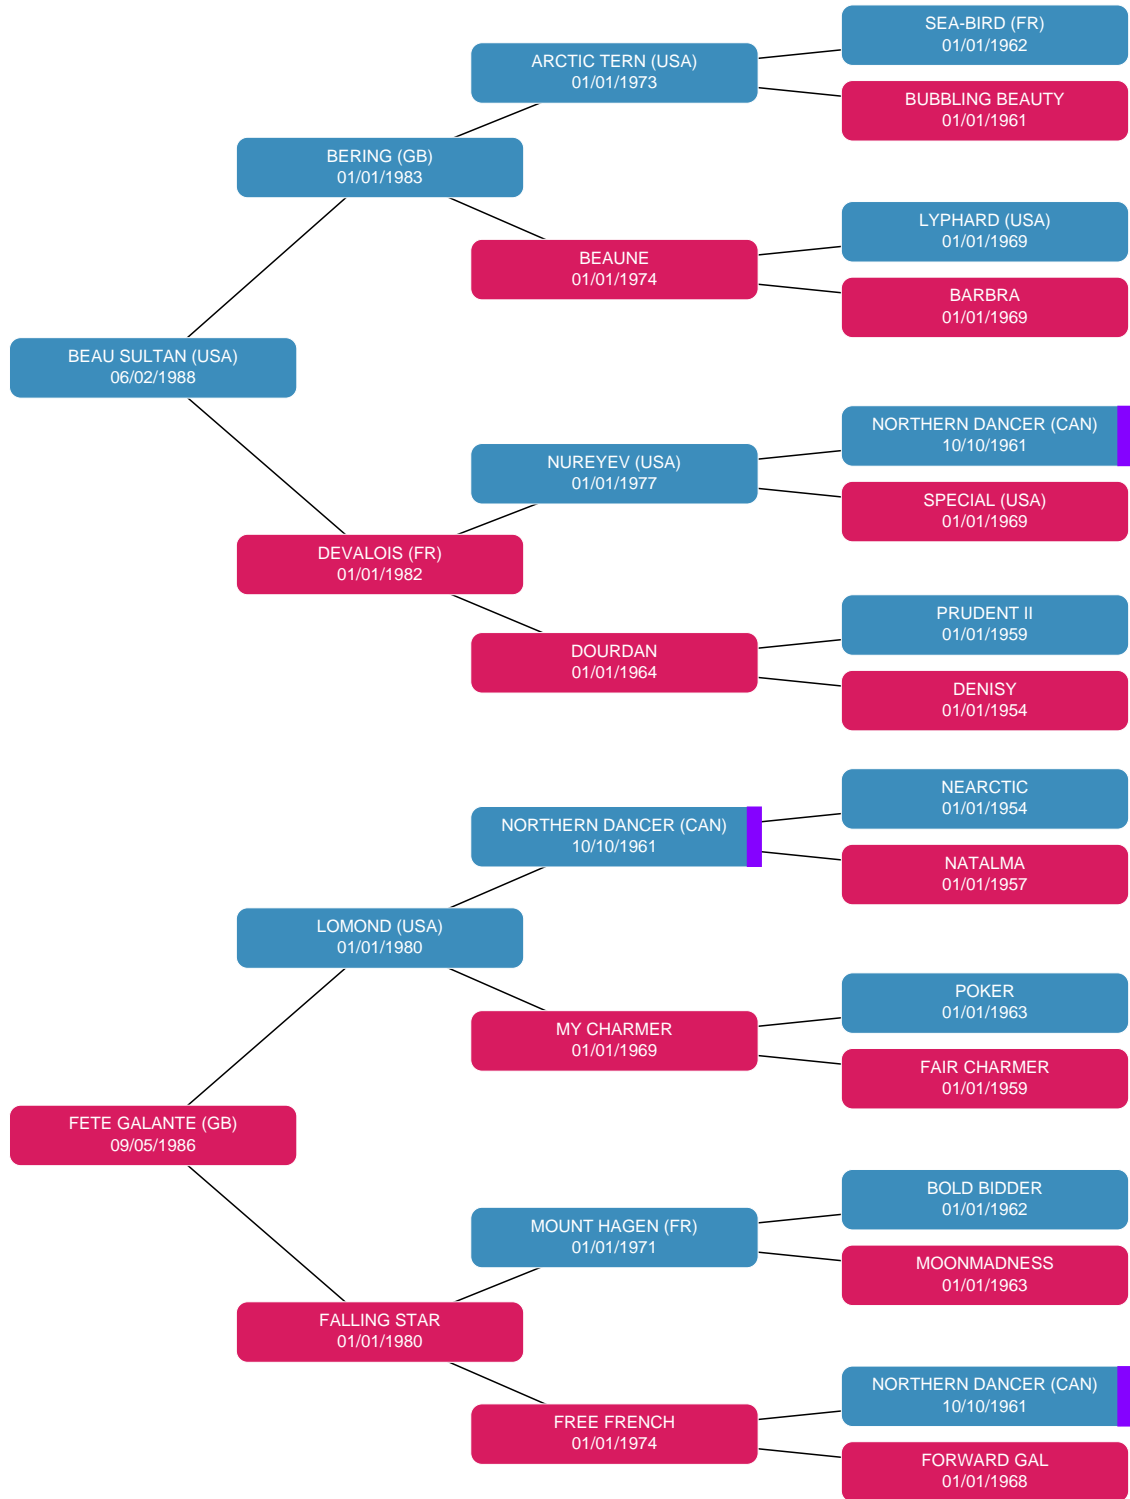 SEA-BIRD (FR)
01/01/1962
ARCTIC TERN (USA)
01/01/1973
BUBBLING BEAUTY
01/01/1961
BERING (GB)
01/01/1983
LYPHARD (USA)
01/01/1969
BEAUNE
01/01/1974
BARBRA
01/01/1969
BEAU SULTAN (USA)
06/02/1988
NORTHERN DANCER (CAN)
10/10/1961
NUREYEV (USA)
01/01/1977
SPECIAL (USA)
01/01/1969
DEVALOIS (FR)
01/01/1982
PRUDENT II
01/01/1959
DOURDAN
01/01/1964
DENISY
01/01/1954
NEARCTIC
01/01/1954
NORTHERN DANCER (CAN)
10/10/1961
NATALMA
01/01/1957
LOMOND (USA)
01/01/1980
POKER
01/01/1963
MY CHARMER
01/01/1969
FAIR CHARMER
01/01/1959
FETE GALANTE (GB)
09/05/1986
BOLD BIDDER
01/01/1962
MOUNT HAGEN (FR)
01/01/1971
MOONMADNESS
01/01/1963
FALLING STAR
01/01/1980
NORTHERN DANCER (CAN)
10/10/1961
FREE FRENCH
01/01/1974
FORWARD GAL
01/01/1968